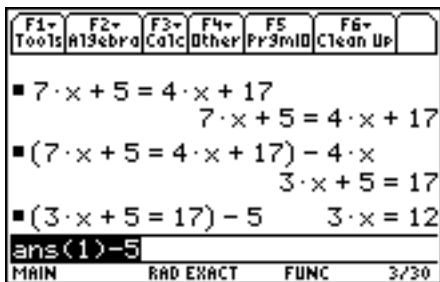 F1▾ F2▾ F3▾ F4▾ F5 F6▾
Tools Algebra Calc Other PrgmIO Clean Up
▪ 7·x + 5 = 4·x + 17
7·x + 5 = 4·x + 17
▪ (7·x + 5 = 4·x + 17) − 4·x
3·x + 5 = 17
▪ (3·x + 5 = 17) − 5 3·x = 12
ans(1)-5
MAIN RAD EXACT FUNC 3/30